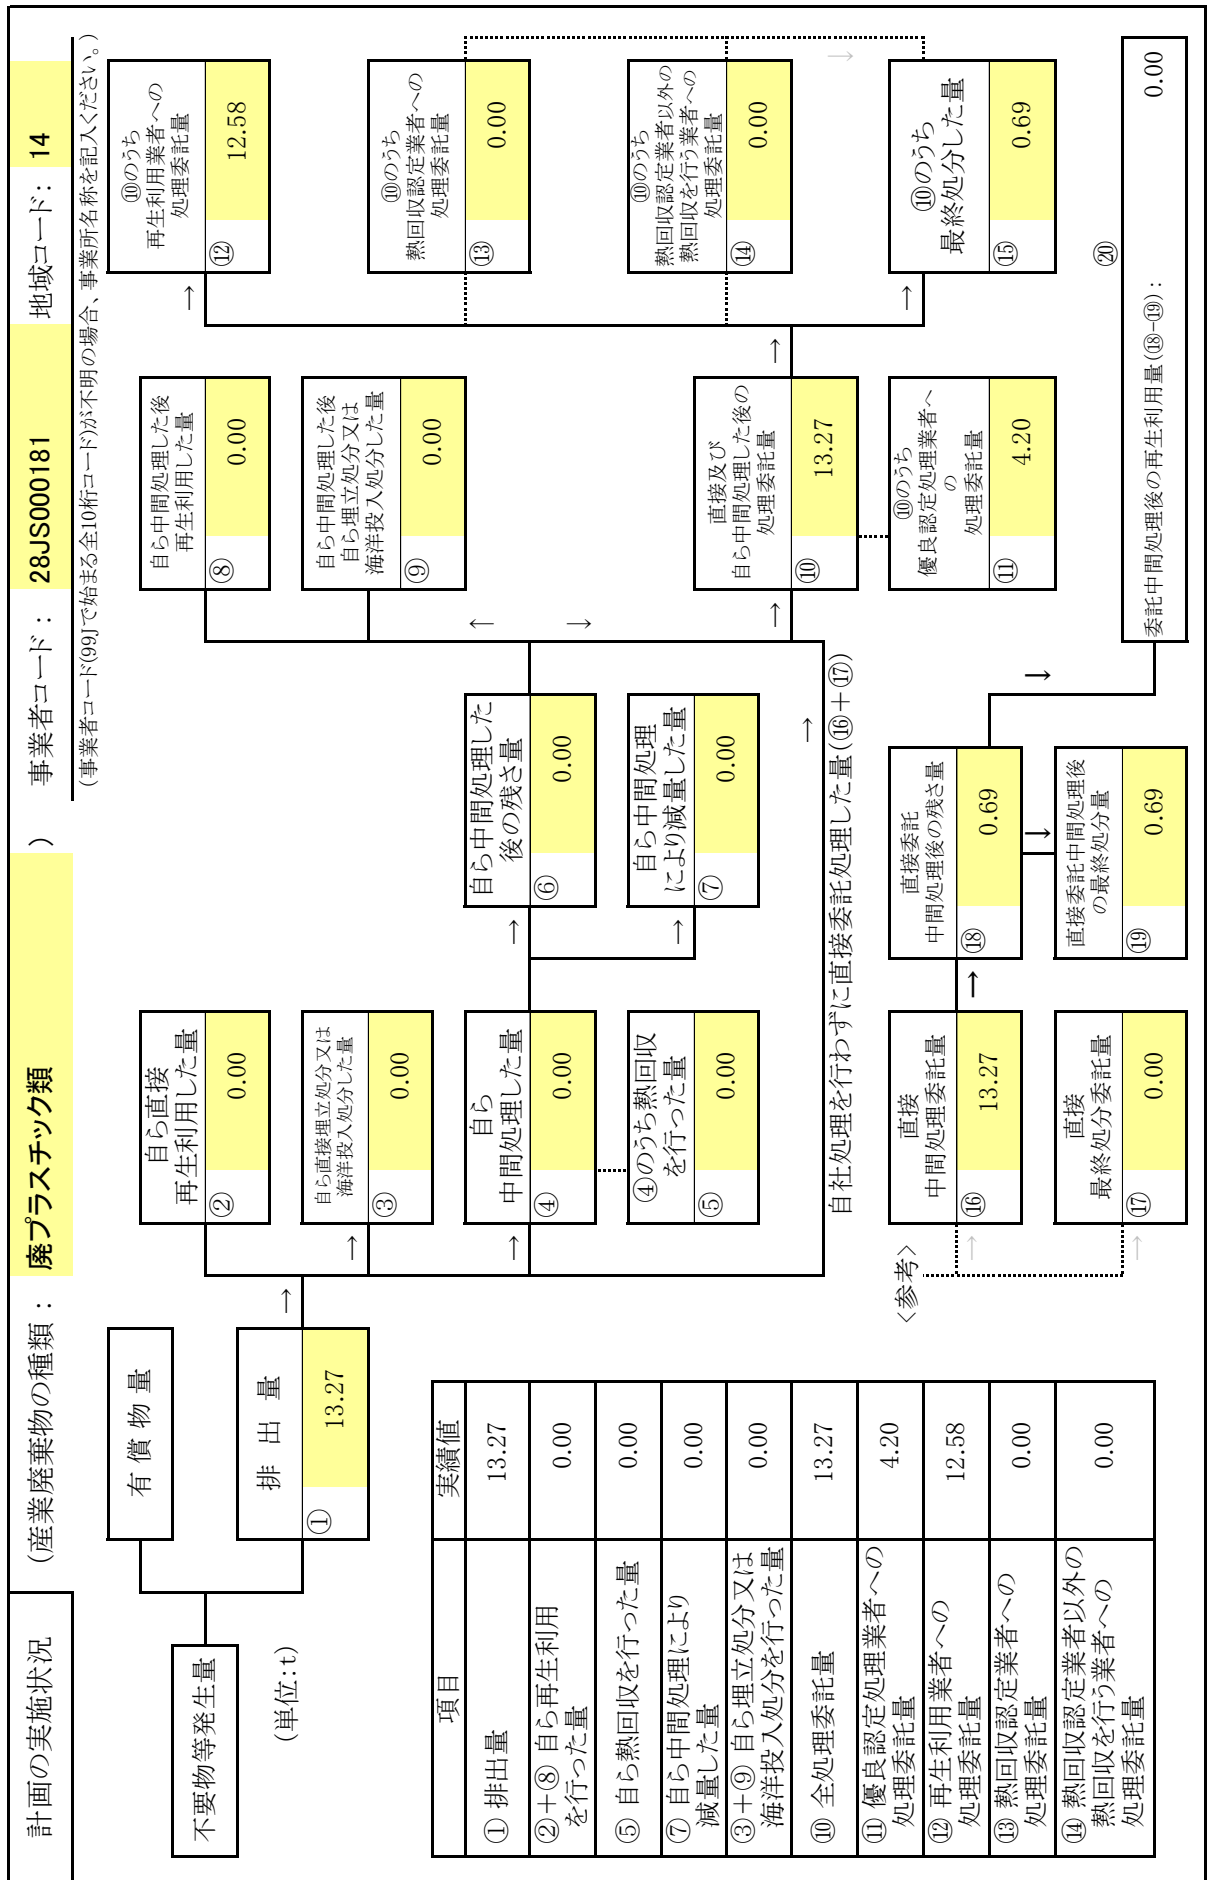 計画の実施状況
(産業廃棄物の種類： 廃プラスチック類 )
事業者コード： 28JS000181 地域コード： 14
(事業者コード(99Jで始まる全10桁コード)が不明の場合、事業所名称を記入ください。)
不要物等発生量
(単位:t)
有 償 物 量
排 出 量
① 13.27
→
自ら直接
再生利用した量
② 0.00
→
自ら直接埋立処分又は
海洋投入処分した量
③ 0.00
→
自ら
中間処理した量
④ 0.00
④のうち熱回収
を行った量
⑤ 0.00
→
自ら中間処理した
後の残さ量
⑥ 0.00
→
自ら中間処理
により減量した量
⑦ 0.00
自ら中間処理した後
再生利用した量
⑧ 0.00
自ら中間処理した後
自ら埋立処分又は
海洋投入処分した量
⑨ 0.00
↑
↓
→
自社処理を行わずに直接委託処理した量(⑯＋⑰)
→
直接及び
自ら中間処理した後の
処理委託量
⑩ 13.27
⑩のうち
優良認定処理業者へ
の
処理委託量
⑪ 4.20
→
→
⑩のうち
再生利用業者への
処理委託量
⑫ 12.58
⑩のうち
熱回収認定業者への
処理委託量
⑬ 0.00
⑩のうち
熱回収認定業者以外の
熱回収を行う業者への
処理委託量
⑭ 0.00
↓
→
⑩のうち
最終処分した量
⑮ 0.69
<参考>
→
直接
中間処理委託量
⑯ 13.27
→
直接
最終処分委託量
⑰ 0.00
→
直接委託
中間処理後の残さ量
⑱ 0.69
↓
直接委託中間処理後
の最終処分量
⑲ 0.69
↓
⑳
委託中間処理後の再生利用量(⑱-⑲)： 0.00
項目 実績値
① 排出量 13.27
②＋⑧ 自ら再生利用
を行った量 0.00
⑤ 自ら熱回収を行った量 0.00
⑦ 自ら中間処理により
減量した量 0.00
③＋⑨ 自ら埋立処分又は
海洋投入処分を行った量 0.00
⑩ 全処理委託量 13.27
⑪ 優良認定処理業者への
処理委託量 4.20
⑫ 再生利用業者への
処理委託量 12.58
⑬ 熱回収認定業者への
処理委託量 0.00
⑭ 熱回収認定業者以外の
熱回収を行う業者への
処理委託量 0.00